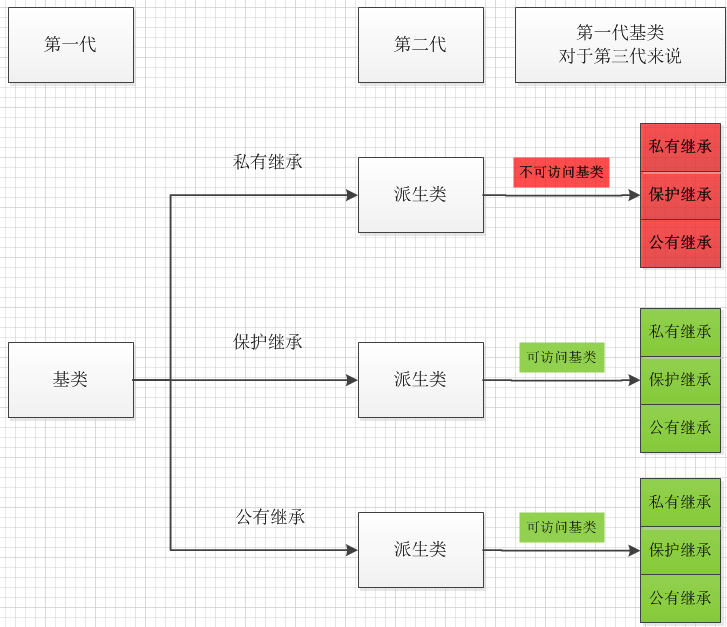 第一代
第二代
第一代基类
对于第三代来说
私有继承
派生类
不可访问基类
私有继承
保护继承
公有继承
基类
保护继承
派生类
可访问基类
私有继承
保护继承
公有继承
公有继承
派生类
可访问基类
私有继承
保护继承
公有继承